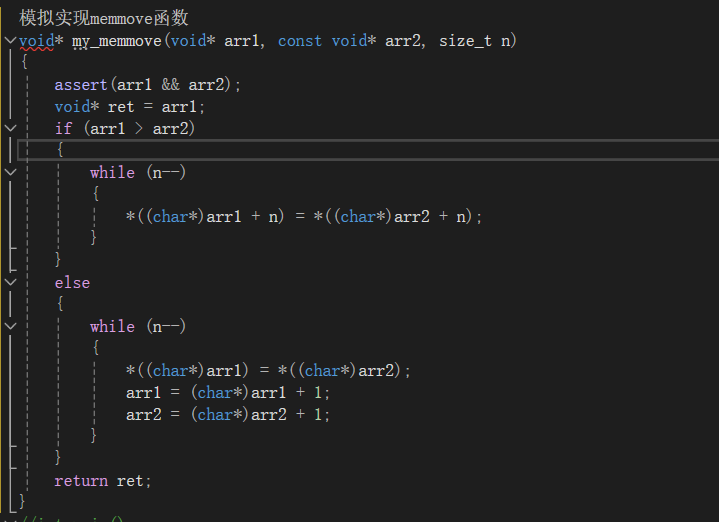 模拟实现memmove函数
void* my_memmove(void* arr1, const void* arr2, size_t n)
{
assert(arr1 && arr2);
void* ret = arr1;
if (arr1 > arr2)
{
while (n--)
{
*((char*)arr1 + n) = *((char*)arr2 + n);
}
}
else
{
while (n--)
{
*((char*)arr1) = *((char*)arr2);
arr1 = (char*)arr1 + 1;
arr2 = (char*)arr2 + 1;
}
}
return ret;
}